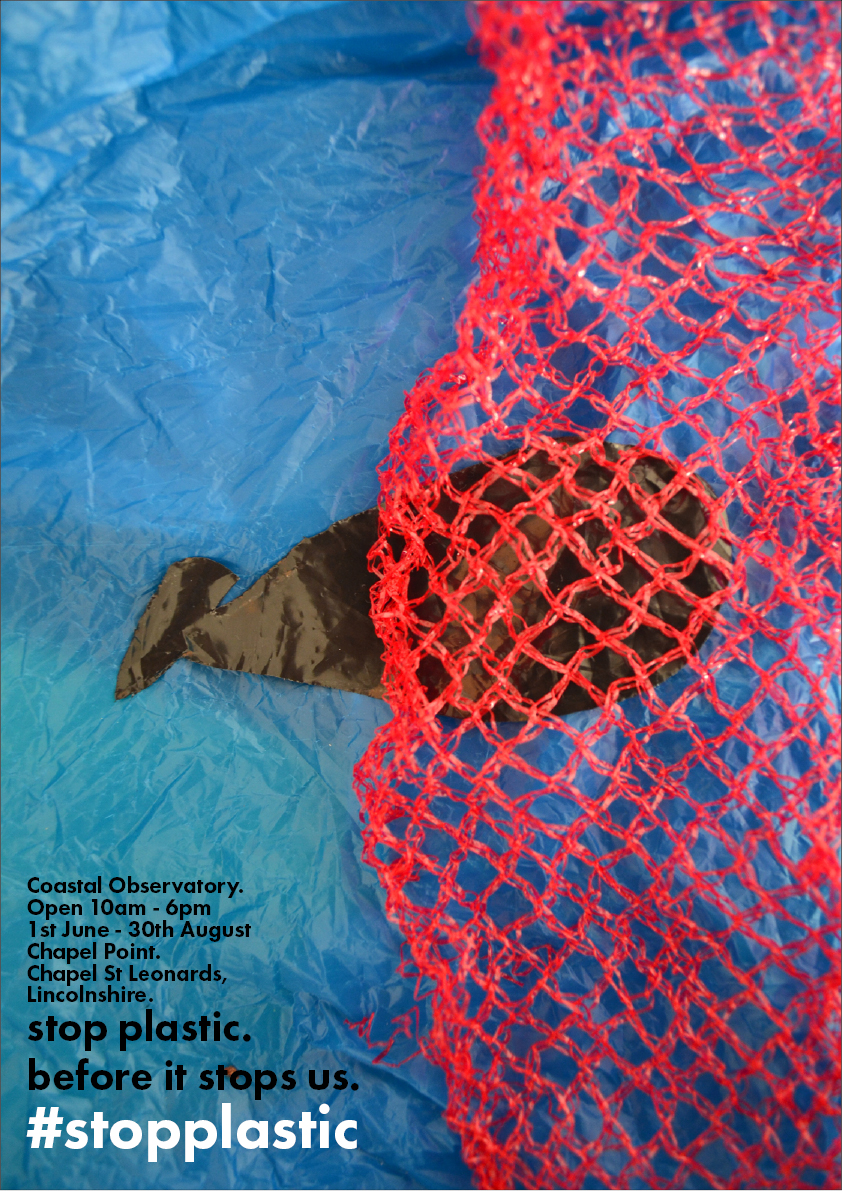 Coastal Observatory.
Open 10am - 6pm
1st June - 30th August
Chapel Point.
Chapel St Leonards,
Lincolnshire.
stop plastic.
before it stops us.
#stopplastic